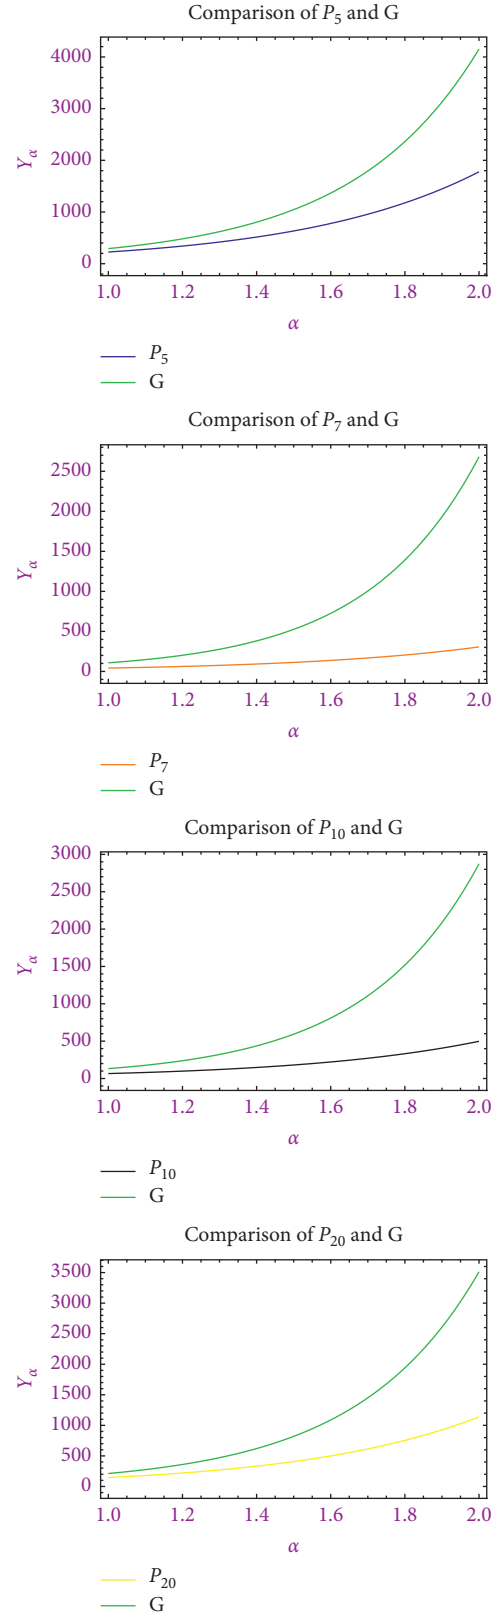 Comparison of P₅ and G
4000
3000
2000
1000
0
Yα
1.0 1.2 1.4 1.6 1.8 2.0
α
P₅
G
Comparison of P₇ and G
2500
2000
1500
1000
500
0
Yα
1.0 1.2 1.4 1.6 1.8 2.0
α
P₇
G
Comparison of P₁₀ and G
3000
2500
2000
1500
1000
500
0
Yα
1.0 1.2 1.4 1.6 1.8 2.0
α
P₁₀
G
Comparison of P₂₀ and G
3500
3000
2500
2000
1500
1000
500
0
Yα
1.0 1.2 1.4 1.6 1.8 2.0
α
P₂₀
G